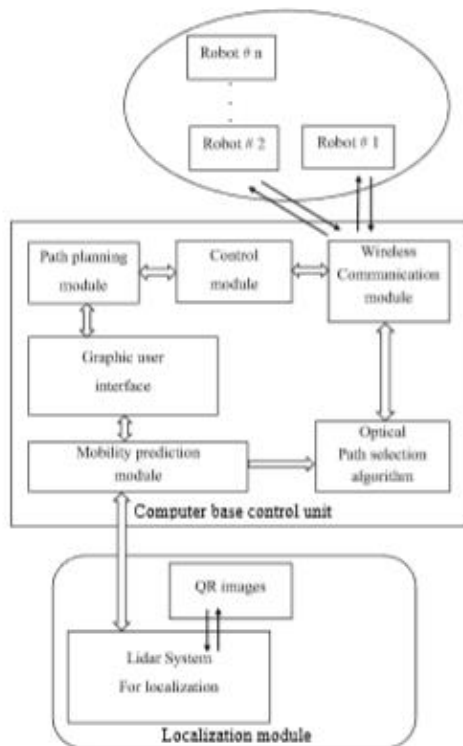 Robot # n
Robot # 2
Robot # 1
Path planning
module
Control
module
Wireless
Communication
module
Graphic user
interface
Mobility prediction
module
Optical
Path selection
algorithm
Computer base control unit
QR images
Lidar System
For localization
Localization module